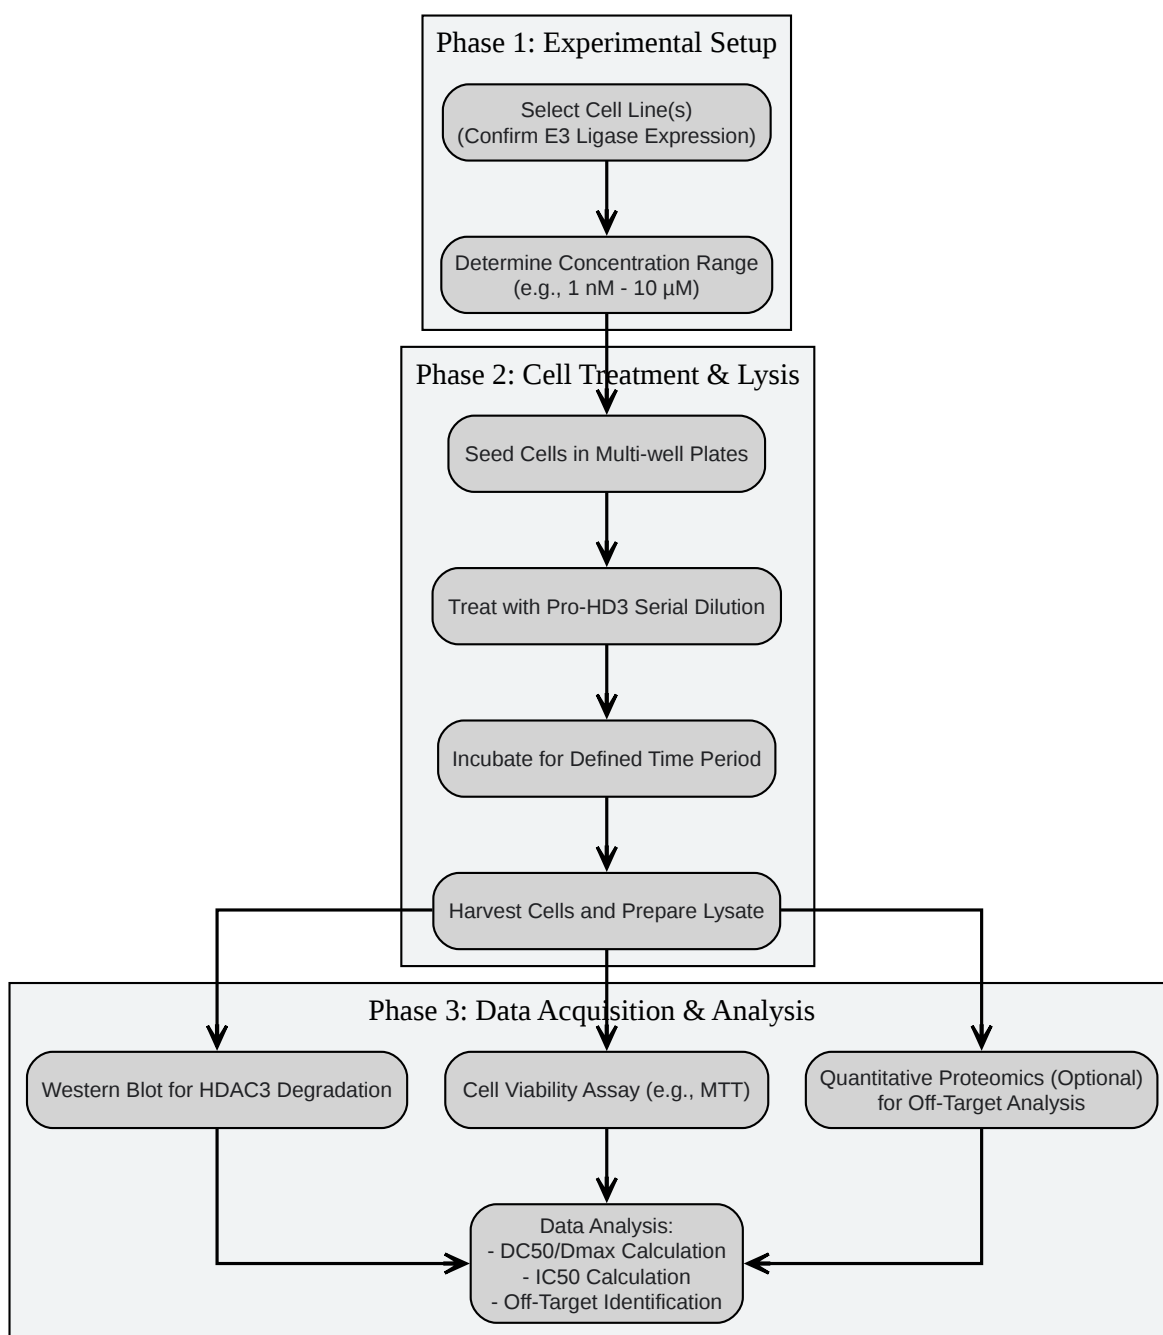 Phase 1: Experimental Setup
Select Cell Line(s)
(Confirm E3 Ligase Expression)
Determine Concentration Range
(e.g., 1 nM - 10 µM)
Phase 2: Cell Treatment & Lysis
Seed Cells in Multi-well Plates
Treat with Pro-HD3 Serial Dilution
Incubate for Defined Time Period
Harvest Cells and Prepare Lysate
Phase 3: Data Acquisition & Analysis
Western Blot for HDAC3 Degradation
Cell Viability Assay (e.g., MTT)
Quantitative Proteomics (Optional)
for Off-Target Analysis
Data Analysis:
- DC50/Dmax Calculation
- IC50 Calculation
- Off-Target Identification